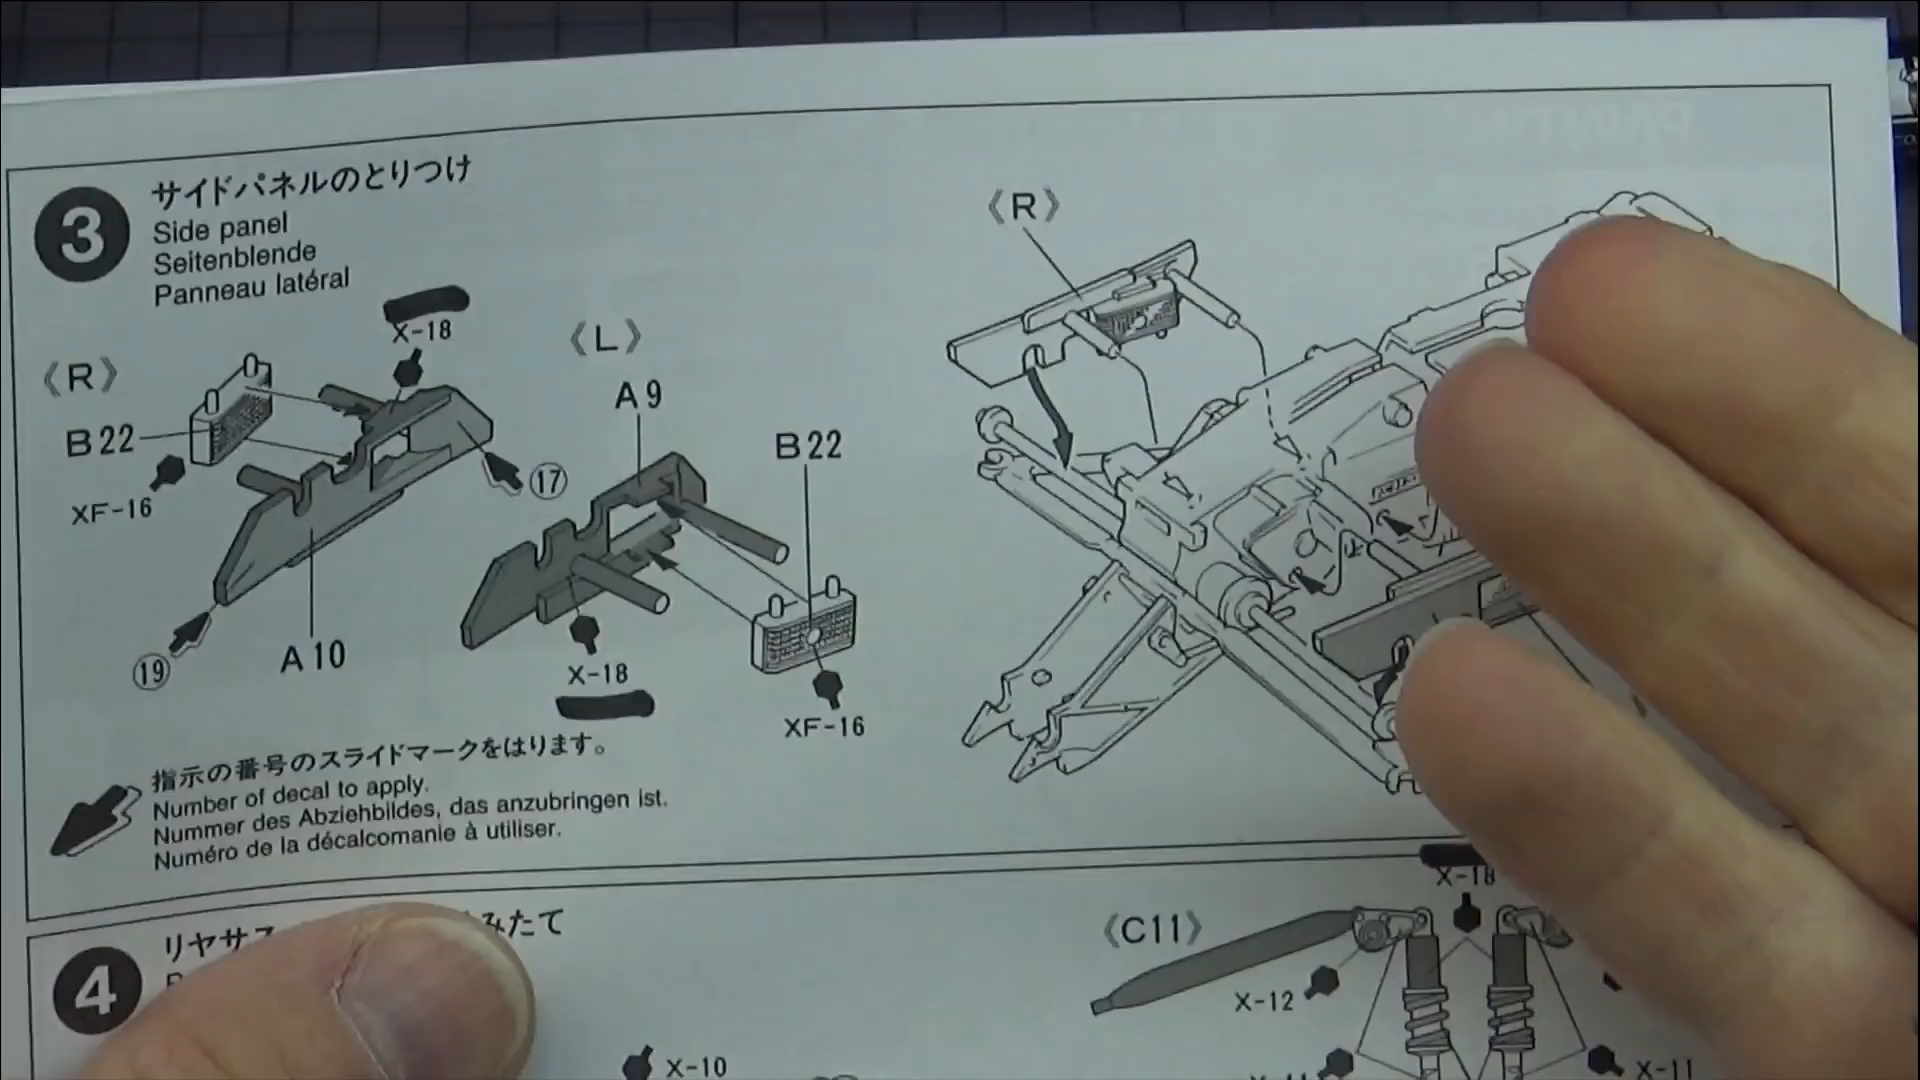 3
サイドパネルのとりつけ
Side panel
Seitenblende
Panneau latéral
X-18
《R》
B22
XF-16
⑰
⑲
A10
《L》
A9
B22
X-18
XF-16
《R》
指示の番号のスライドマークをはります。
Number of decal to apply.
Nummer des Abziehbildes, das anzubringen ist.
Numéro de la décalcomanie à utiliser.
4
リヤサ
みたて
X-10
《C11》
X-18
X-12
X-11